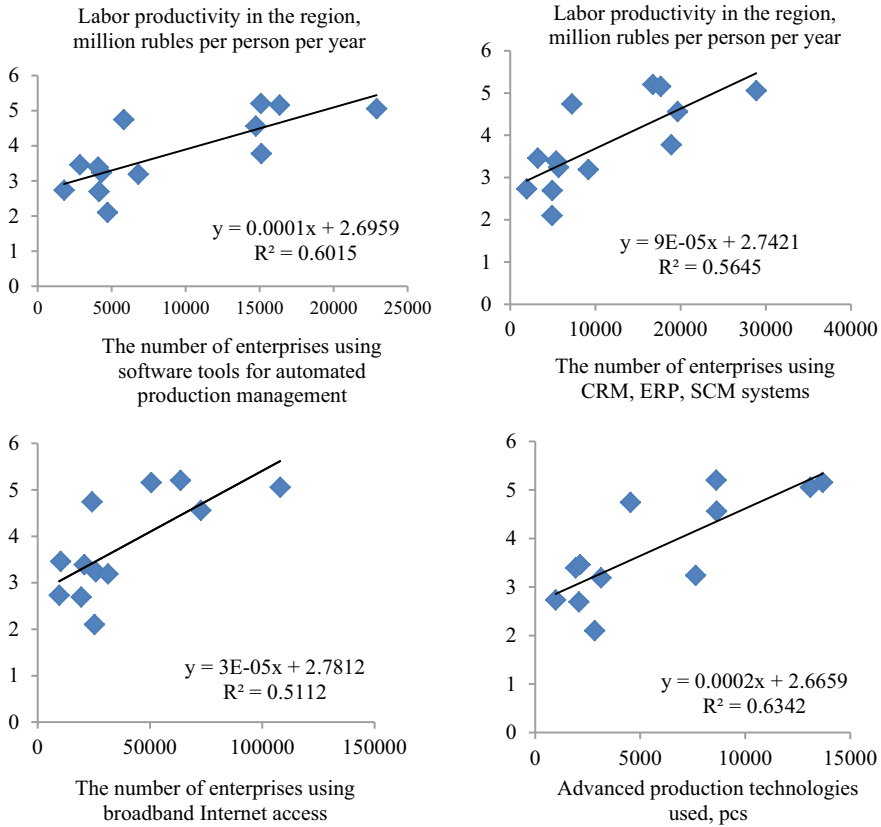 Labor productivity in the region,
million rubles per person per year
6
5
4
3
2
1
0
y = 0.0001x + 2.6959
R² = 0.6015
0 5000 10000 15000 20000 25000
The number of enterprises using
software tools for automated
production management
Labor productivity in the region,
million rubles per person per year
6
5
4
3
2
1
0
y = 9E-05x + 2.7421
R² = 0.5645
0 10000 20000 30000 40000
The number of enterprises using
CRM, ERP, SCM systems
6
5
4
3
2
1
0
y = 3E-05x + 2.7812
R² = 0.5112
0 50000 100000 150000
The number of enterprises using
broadband Internet access
6
5
4
3
2
1
0
y = 0.0002x + 2.6659
R² = 0.6342
0 5000 10000 15000
Advanced production technologies
used, pcs